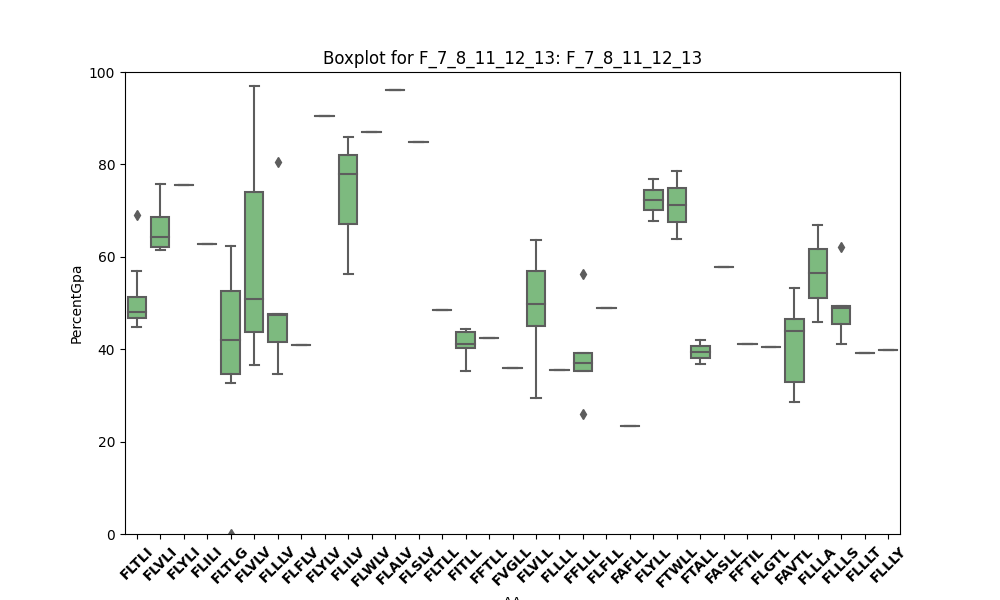 Boxplot for F_7_8_11_12_13: F_7_8_11_12_13
PercentGpa
100
80
60
40
20
0
FLTLI
FLVLI
FLYLI
FLILI
FLTLG
FLVLV
FLLLV
FLFLV
FLYLV
FLILV
FLWLV
FLALV
FLSLV
FLTLL
FITLL
FFTLL
FVGLL
FLVLL
FLLLL
FFLLL
FLFLL
FAFLL
FLYLL
FTWLL
FTALL
FASLL
FFTIL
FLGTL
FAVTL
FLLLA
FLLLS
FLLLT
FLLLY